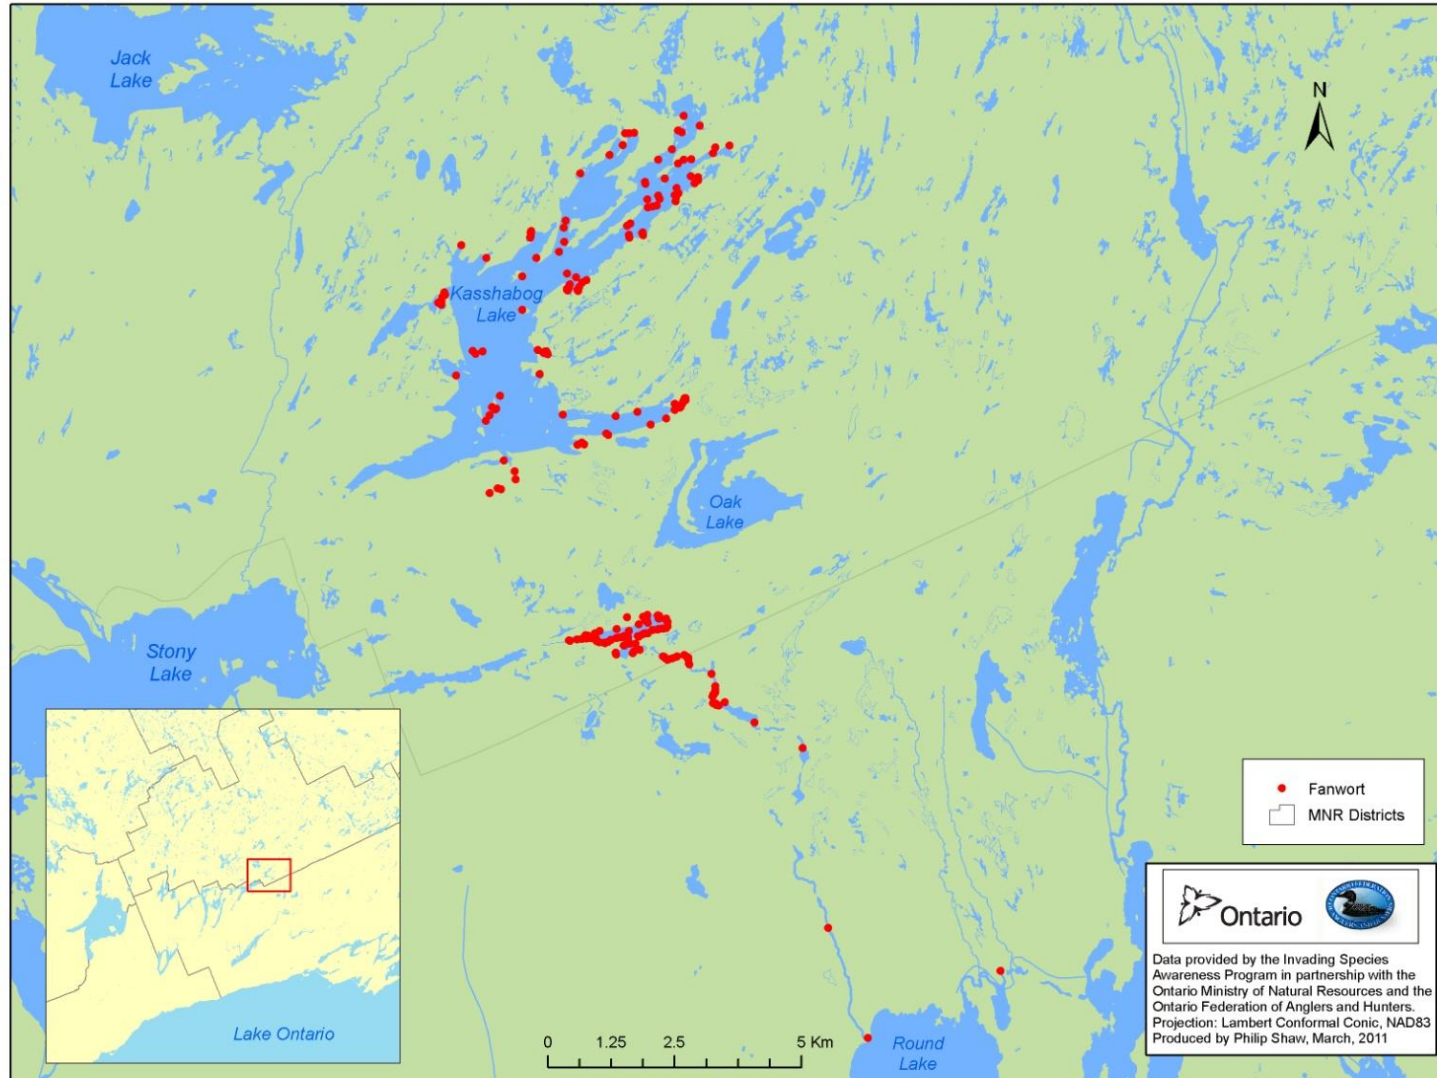 Jack
Lake
N
Kasshabog
Lake
Oak
Lake
Stony
Lake
Fanwort
MNR Districts
Ontario
Data provided by the Invading Species
Awareness Program in partnership with the
Ontario Ministry of Natural Resources and the
Ontario Federation of Anglers and Hunters.
Projection: Lambert Conformal Conic, NAD83
Produced by Philip Shaw, March, 2011
Lake Ontario
0 1.25 2.5 5 Km
Round
Lake